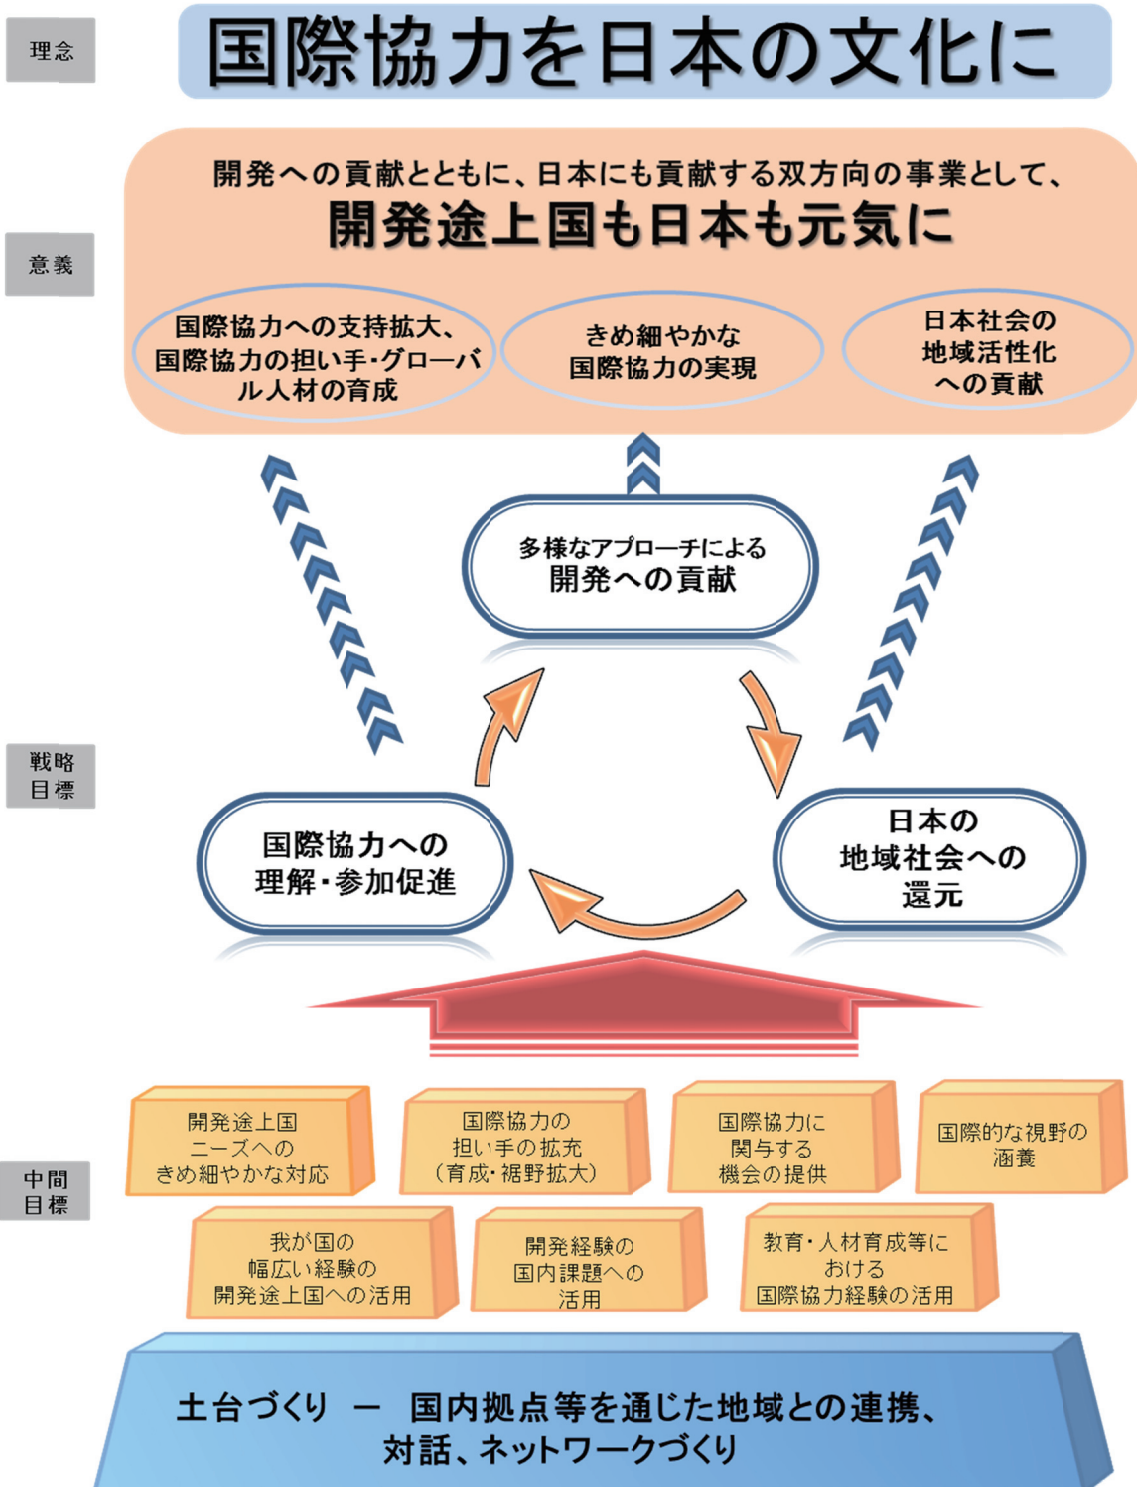 理念
国際協力を日本の文化に
開発への貢献とともに、日本にも貢献する双方向の事業として、
開発途上国も日本も元気に
意義
国際協力への支持拡大、
国際協力の担い手・グローバ
ル人材の育成
きめ細やかな
国際協力の実現
日本社会の
地域活性化
への貢献
多様なアプローチによる
開発への貢献
戦略
目標
国際協力への
理解・参加促進
日本の
地域社会への
還元
開発途上国
ニーズへの
きめ細やかな対応
国際協力の
担い手の拡充
(育成・裾野拡大)
国際協力に
関与する
機会の提供
国際的な視野の
涵養
中間
目標
我が国の
幅広い経験の
開発途上国への活用
開発経験の
国内課題への
活用
教育・人材育成等に
おける
国際協力経験の活用
土台づくり － 国内拠点等を通じた地域との連携、
対話、ネットワークづくり